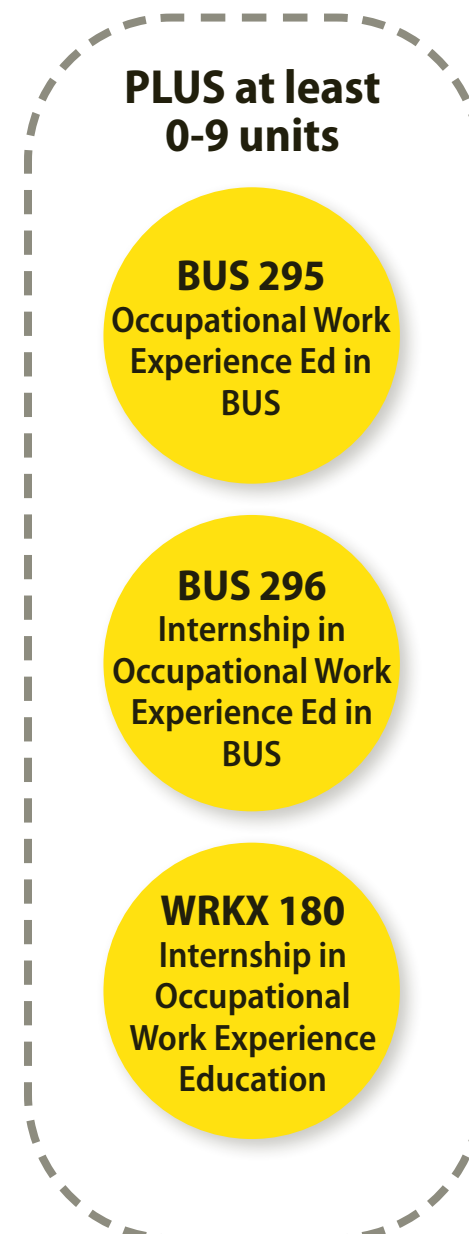 PLUS at least
0-9 units
BUS 295
Occupational Work
Experience Ed in
BUS
BUS 296
Internship in
Occupational Work
Experience Ed in
BUS
WRKX 180
Internship in
Occupational
Work Experience
Education